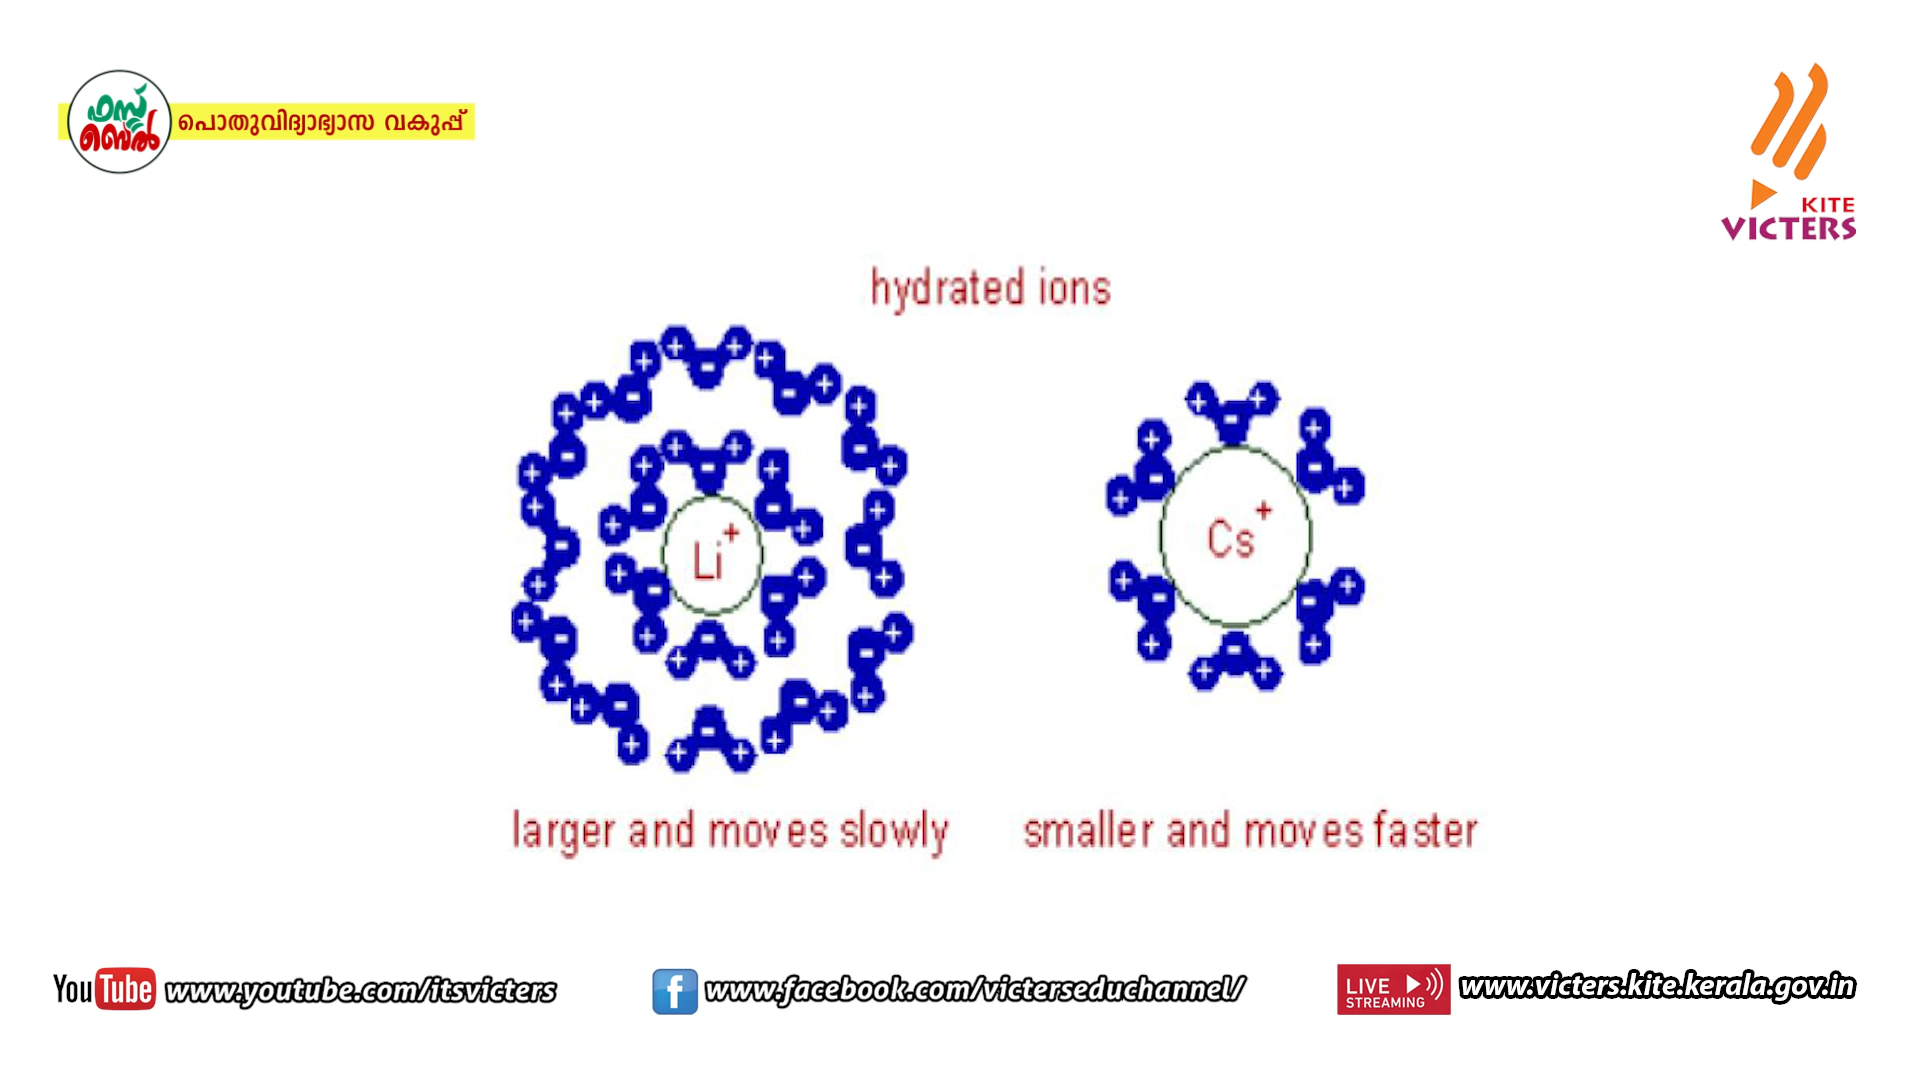 ഫസ്റ്റ്
ബെൽ
പൊതുവിദ്യാഭ്യാസ വകുപ്പ്
KITE
VICTERS
hydrated ions
Li+
Cs+
larger and moves slowly
smaller and moves faster
YouTube www.youtube.com/itsvicters
f www.facebook.com/victerseduchannel/
LIVE
STREAMING
www.victers.kite.kerala.gov.in